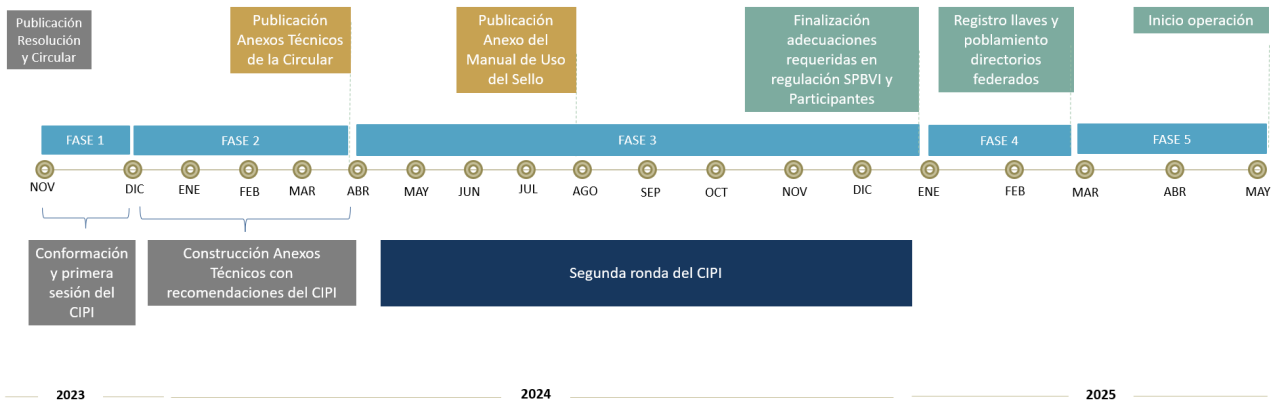 Publicación
Resolución
y Circular
Publicación
Anexos Técnicos
de la Circular
Publicación
Anexo del
Manual de Uso
del Sello
Finalización
adecuaciones
requeridas en
regulación SPBVI y
Participantes
Registro llaves y
poblamiento
directorios
federados
Inicio operación
FASE 1
FASE 2
FASE 3
FASE 4
FASE 5
NOV
DIC
ENE
FEB
MAR
ABR
MAY
JUN
JUL
AGO
SEP
OCT
NOV
DIC
ENE
FEB
MAR
ABR
MAY
Conformación
y primera
sesión del
CIPI
Construcción Anexos
Técnicos con
recomendaciones del CIPI
Segunda ronda del CIPI
2023
2024
2025